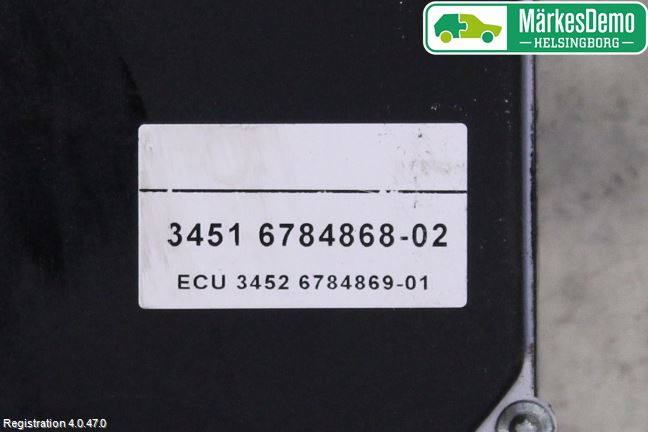 MärkesDemo
HELSINGBORG
3451 6784868-02
ECU 3452 6784869-01
Registration 4.0.47.0